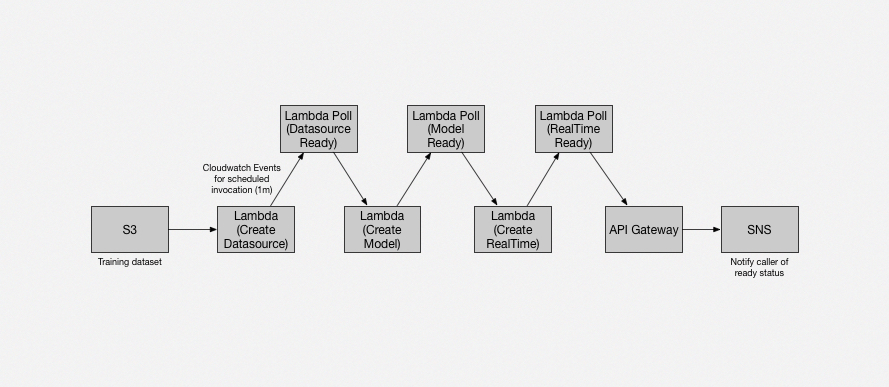 Lambda Poll
(Datasource
Ready)
Lambda Poll
(Model
Ready)
Lambda Poll
(RealTime
Ready)
Cloudwatch Events
for scheduled
invocation (1m)
S3
Training dataset
Lambda
(Create
Datasource)
Lambda
(Create
Model)
Lambda
(Create
RealTime)
API Gateway
SNS
Notify caller of
ready status